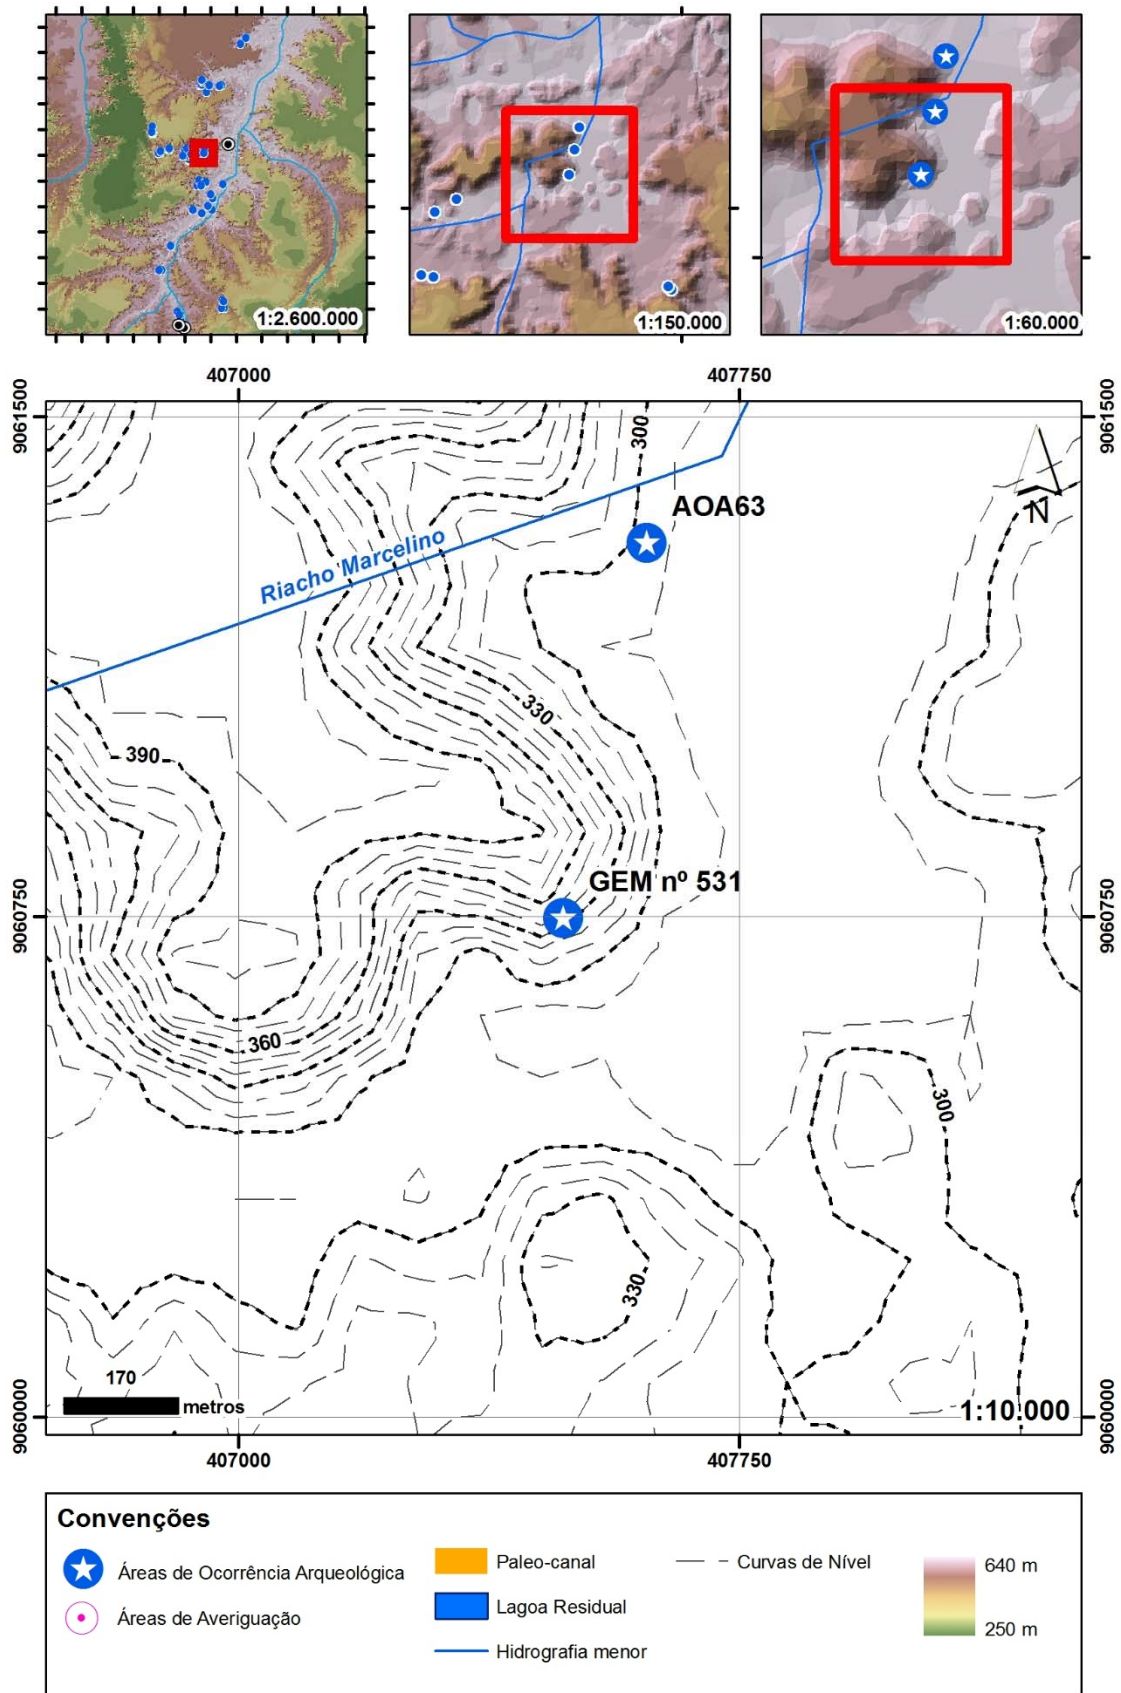 1:2.600.000
1:150.000
1:60.000
407000
407750
9061500
9061500
300
AOA63
N
Riacho Marcelino
330
390
GEM nº 531
9060750
9060750
360
300
330
170
metros
1:10.000
9060000
9060000
407000
407750
Convenções
Áreas de Ocorrência Arqueológica
Áreas de Averiguação
Paleo-canal
Lagoa Residual
Hidrografia menor
Curvas de Nível
640 m
250 m